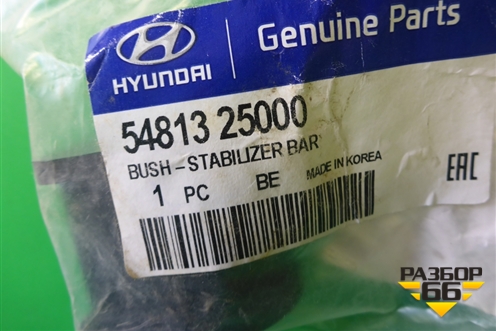 HYUNDAI
Genuine Parts
54813 25000
BUSH-STABILIZER BAR
1 PC BE MADE IN KOREA
EAC
РАЗБОР
66